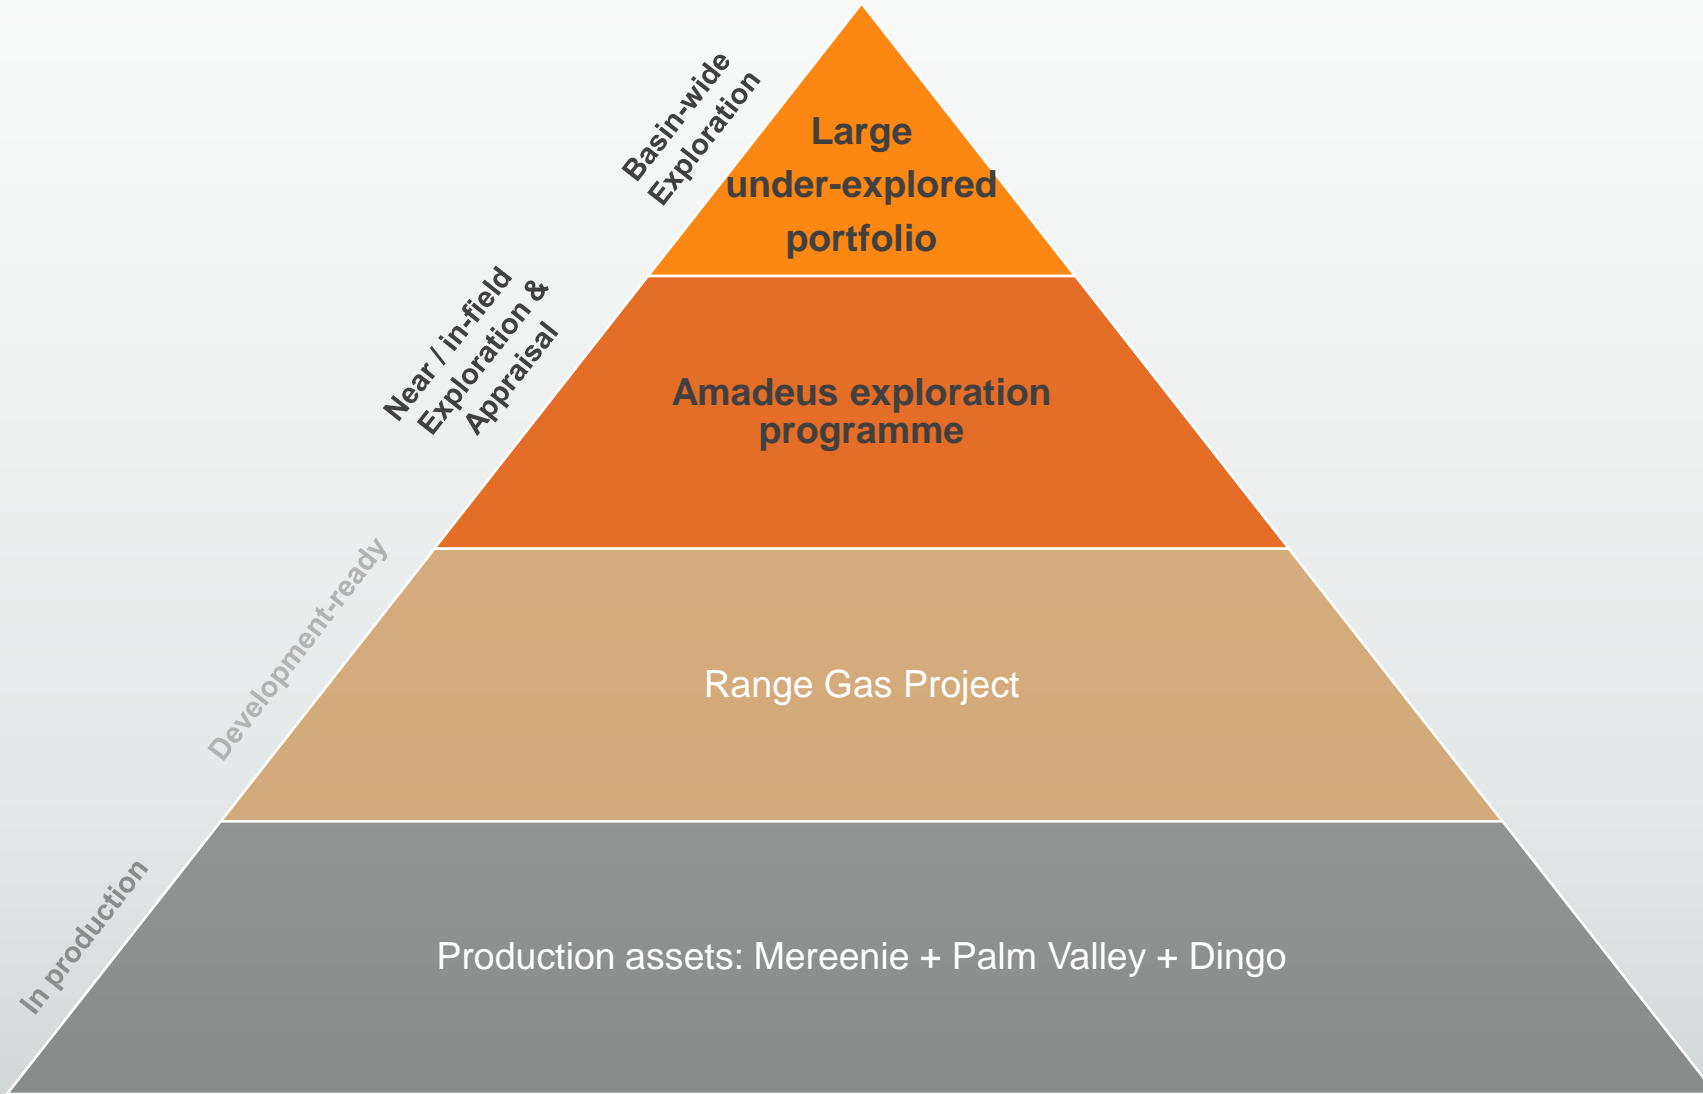 Basin-wide
Exploration
Large
under-explored
portfolio
Near / in-field
Exploration &
Appraisal
Amadeus exploration
programme
Development-ready
Range Gas Project
In production
Production assets: Mereenie + Palm Valley + Dingo